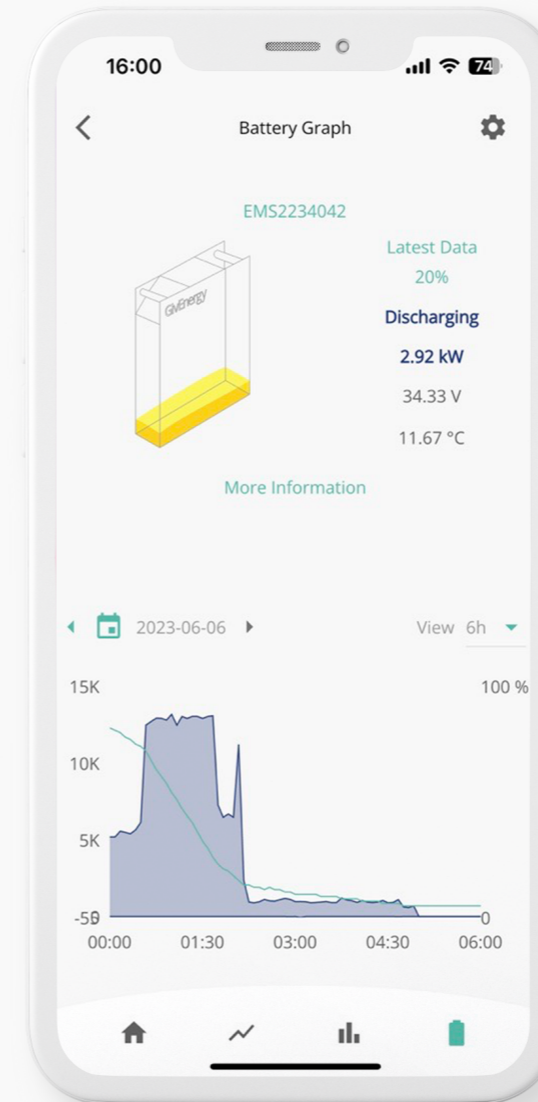 16:00
74
Battery Graph
EMS2234042
GivEnergy
Latest Data
20%
Discharging
2.92 kW
34.33 V
11.67 °C
More Information
2023-06-06
View 6h
15K
100 %
10K
5K
0
00:00 01:30 03:00 04:30 06:00